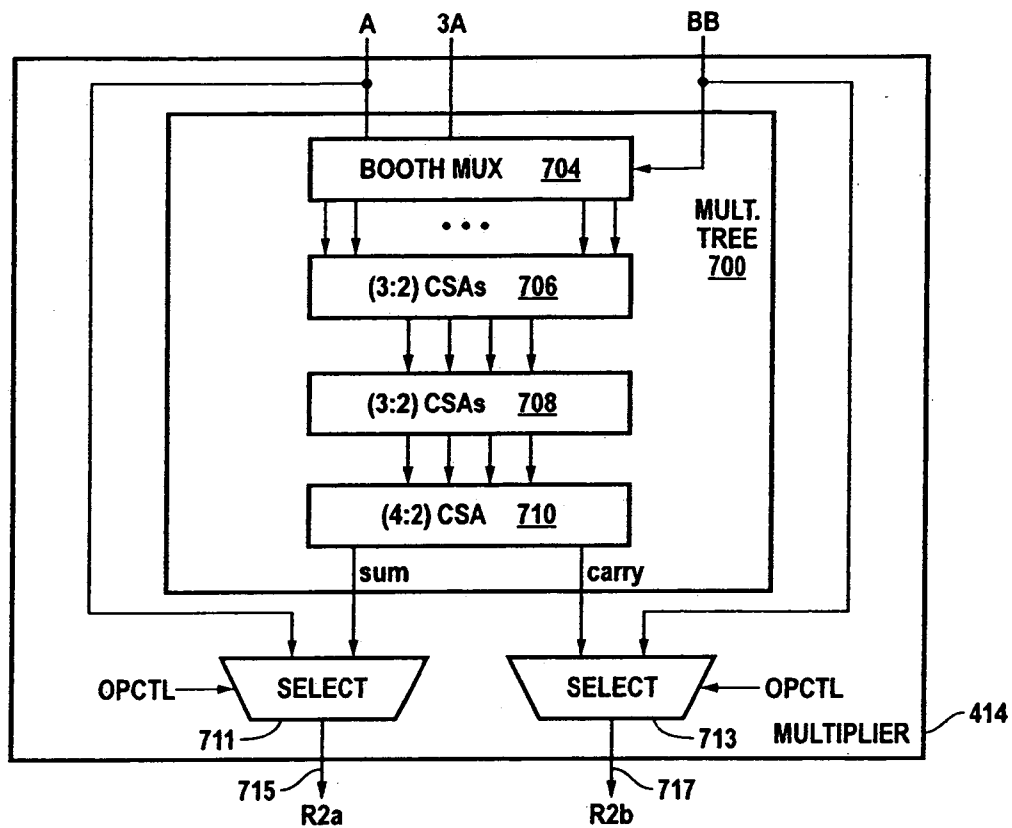 A 3A BB
BOOTH MUX 704
MULT.
TREE
700
• • •
(3:2) CSAs 706
(3:2) CSAs 708
(4:2) CSA 710
sum carry
OPCTL SELECT SELECT OPCTL
711 713 MULTIPLIER 414
715 717
R2a R2b